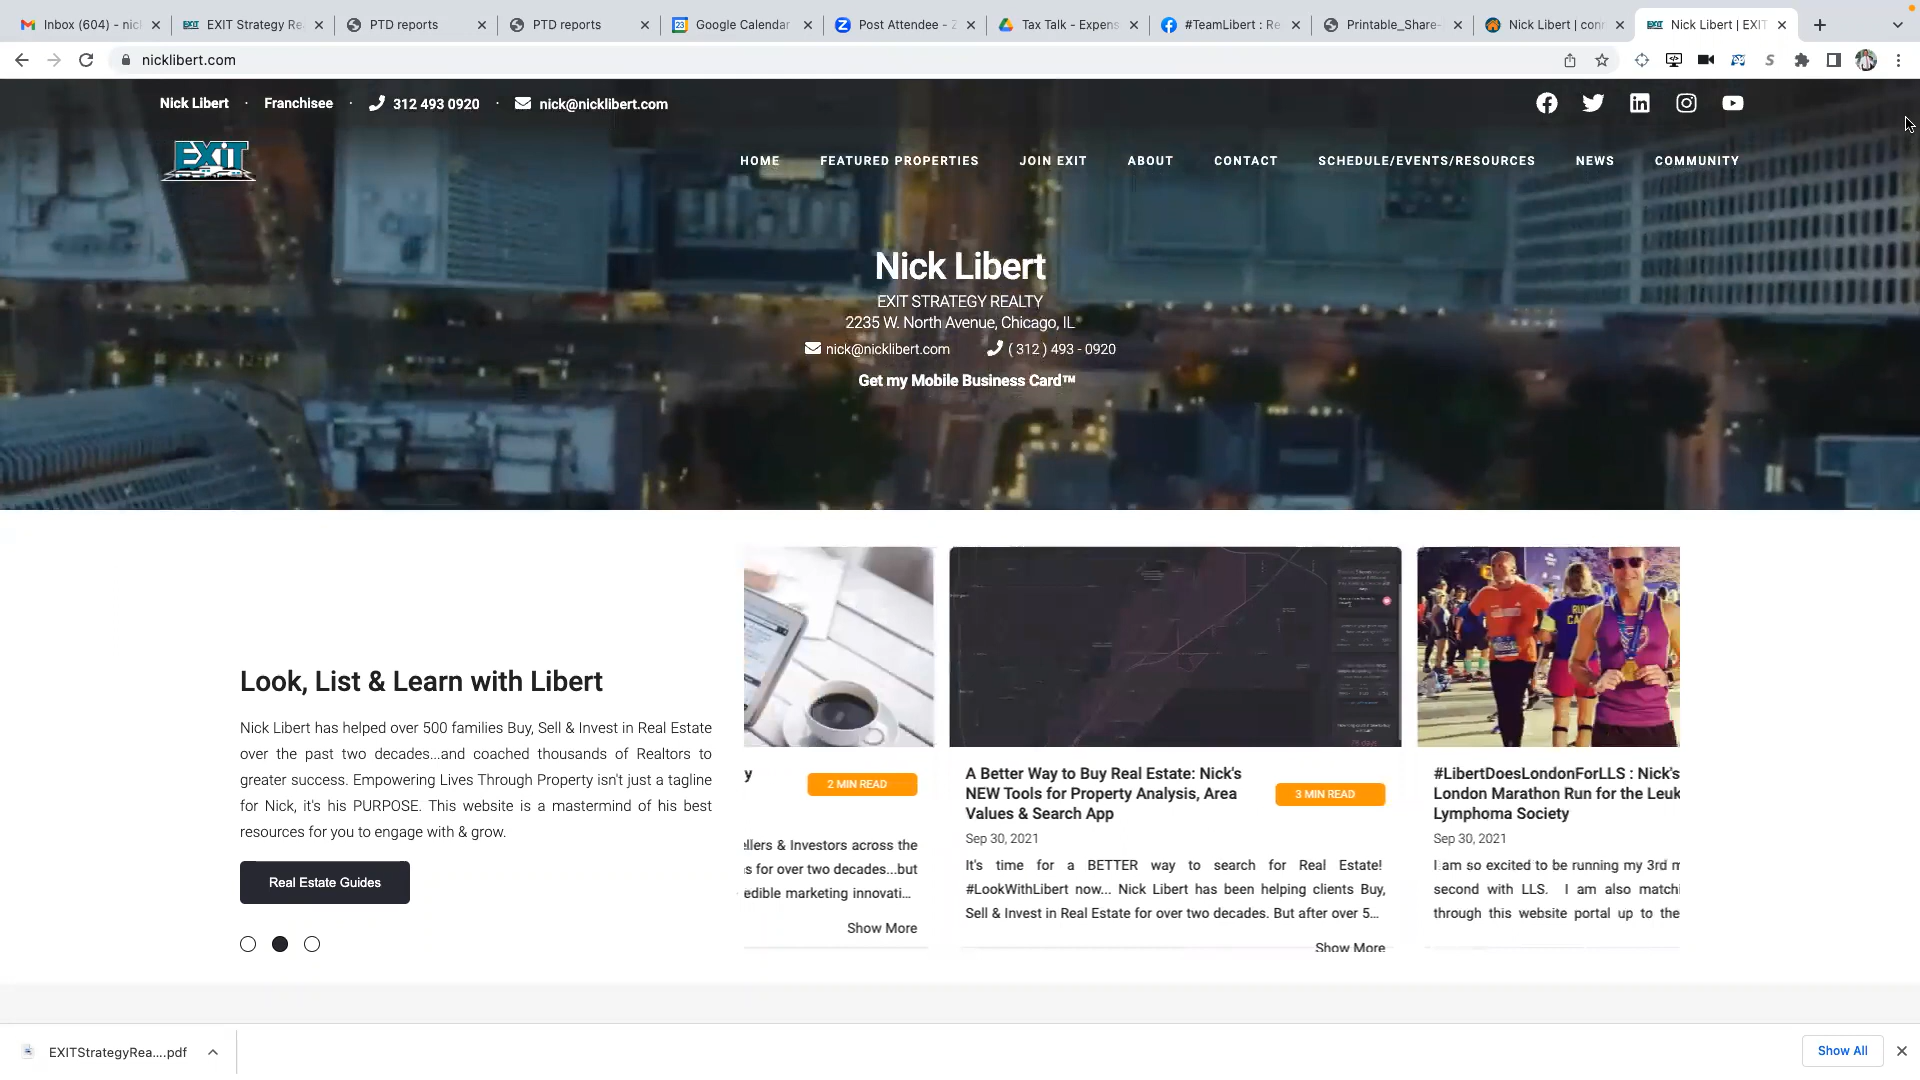 Inbox (604) - nic
EXIT Strategy Re
PTD reports
PTD reports
Google Calendar
Post Attendee - Z
Tax Talk - Expens
#TeamLibert : Re
Printable_Share-
Nick Libert | con
Nick Libert | EXIT
nicklibert.com
Nick Libert · Franchisee · 312 493 0920 · nick@nicklibert.com
EXIT
HOME FEATURED PROPERTIES JOIN EXIT ABOUT CONTACT SCHEDULE/EVENTS/RESOURCES NEWS COMMUNITY
Nick Libert
EXIT STRATEGY REALTY
2235 W. North Avenue, Chicago, IL
nick@nicklibert.com ( 312 ) 493 - 0920
Get my Mobile Business Card™
Look, List & Learn with Libert
Nick Libert has helped over 500 families Buy, Sell & Invest in Real Estate
over the past two decades...and coached thousands of Realtors to
greater success. Empowering Lives Through Property isn't just a tagline
for Nick, it's his PURPOSE. This website is a mastermind of his best
resources for you to engage with & grow.
Real Estate Guides
y
2 MIN READ
ellers & Investors across the
s for over two decades...but
edible marketing innovati...
Show More
A Better Way to Buy Real Estate: Nick's
NEW Tools for Property Analysis, Area
Values & Search App
3 MIN READ
Sep 30, 2021
It's time for a BETTER way to search for Real Estate!
#LookWithLibert now... Nick Libert has been helping clients Buy,
Sell & Invest in Real Estate for over two decades. But after over 5...
Show More
#LibertDoesLondonForLLS : Nick's
London Marathon Run for the Leuk
Lymphoma Society
Sep 30, 2021
I am so excited to be running my 3rd m
second with LLS. I am also matchi
through this website portal up to the
EXITStrategyRea....pdf
Show All